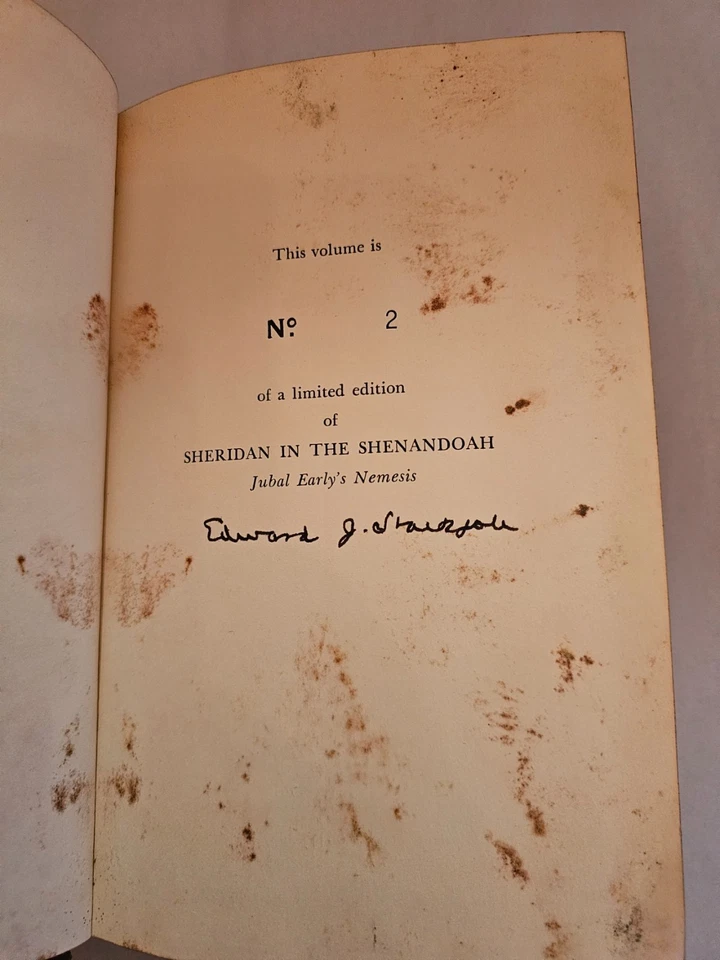 This volume is
Nº 2
of a limited edition
of
SHERIDAN IN THE SHENANDOAH
Jubal Early's Nemesis
Edward J. Stackpole